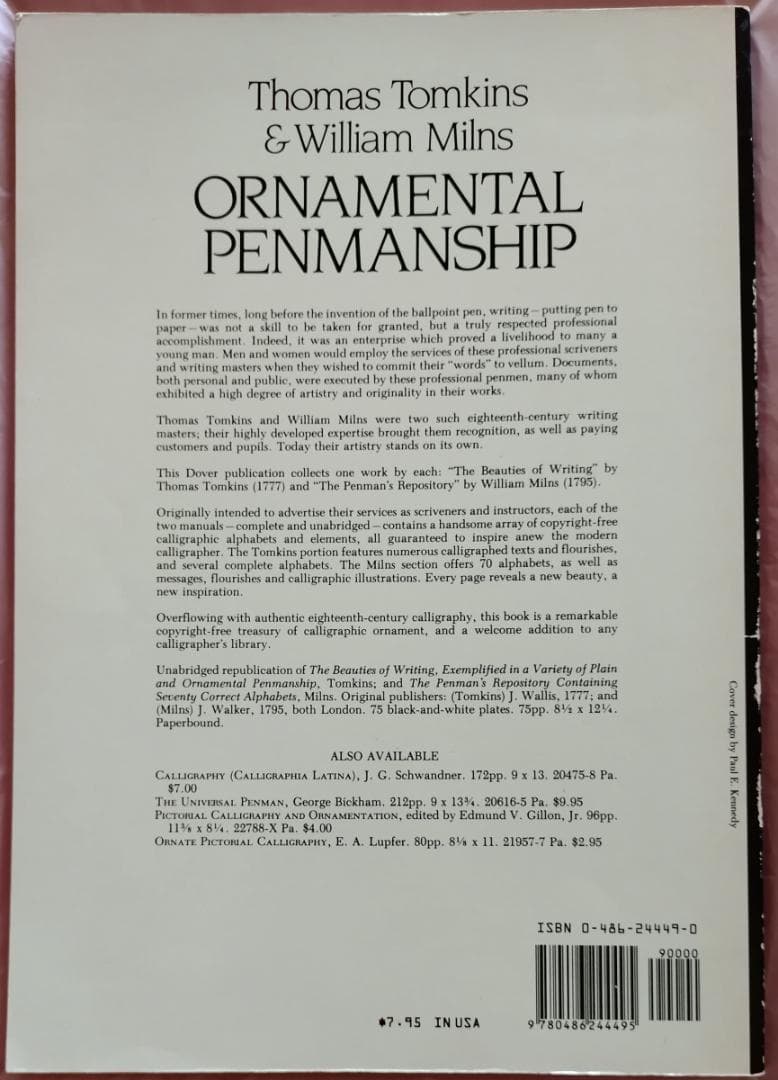 Thomas Tomkins
& William Milns
ORNAMENTAL
PENMANSHIP
In former times, long before the invention of the ballpoint pen, writing – putting pen to
paper – was not a skill to be taken for granted, but a truly respected professional
accomplishment. Indeed, it was an enterprise which proved a livelihood to many a
young man. Men and women would employ the services of these professional scriveners
and writing masters when they wished to commit their "words" to vellum. Documents,
both personal and public, were executed by these professional penmen, many of whom
exhibited a high degree of artistry and originality in their works.
Thomas Tomkins and William Milns were two such eighteenth-century writing
masters; their highly developed expertise brought them recognition, as well as paying
customers and pupils. Today their artistry stands on its own.
This Dover publication collects one work by each: "The Beauties of Writing" by
Thomas Tomkins (1777) and "The Penman's Repository" by William Milns (1795).
Originally intended to advertise their services as scriveners and instructors, each of the
two manuals – complete and unabridged – contains a handsome array of copyright-free
calligraphic alphabets and elements, all guaranteed to inspire anew the modern
calligrapher. The Tomkins portion features numerous calligraphed texts and flourishes,
and several complete alphabets. The Milns section offers 70 alphabets, as well as
messages, flourishes and calligraphic illustrations. Every page reveals a new beauty, a
new inspiration.
Overflowing with authentic eighteenth-century calligraphy, this book is a remarkable
copyright-free treasury of calligraphic ornament, and a welcome addition to any
calligrapher's library.
Unabridged republication of The Beauties of Writing, Exemplified in a Variety of Plain
and Ornamental Penmanship, Tomkins; and The Penman's Repository Containing
Seventy Correct Alphabets, Milns. Original publishers: (Tomkins) J. Wallis, 1777; and
(Milns) J. Walker, 1795, both London. 75 black-and-white plates. 75pp. 8½ x 12¼.
Paperbound.
ALSO AVAILABLE
CALLIGRAPHY (CALLIGRAPHIA LATINA), J. G. Schwandner. 172pp. 9 x 13. 20475-8 Pa.
$7.00
THE UNIVERSAL PENMAN, George Bickham. 212pp. 9 x 13¾. 20616-5 Pa. $9.95
PICTORIAL CALLIGRAPHY AND ORNAMENTATION, edited by Edmund V. Gillon, Jr. 96pp.
11⅜ x 8¼. 22788-X Pa. $4.00
ORNATE PICTORIAL CALLIGRAPHY, E. A. Lupfer. 80pp. 8⅛ x 11. 21957-7 Pa. $2.95
Cover design by Paul E. Kennedy
ISBN 0-486-24449-0
90000
9 780486 244495
$7.95 IN USA